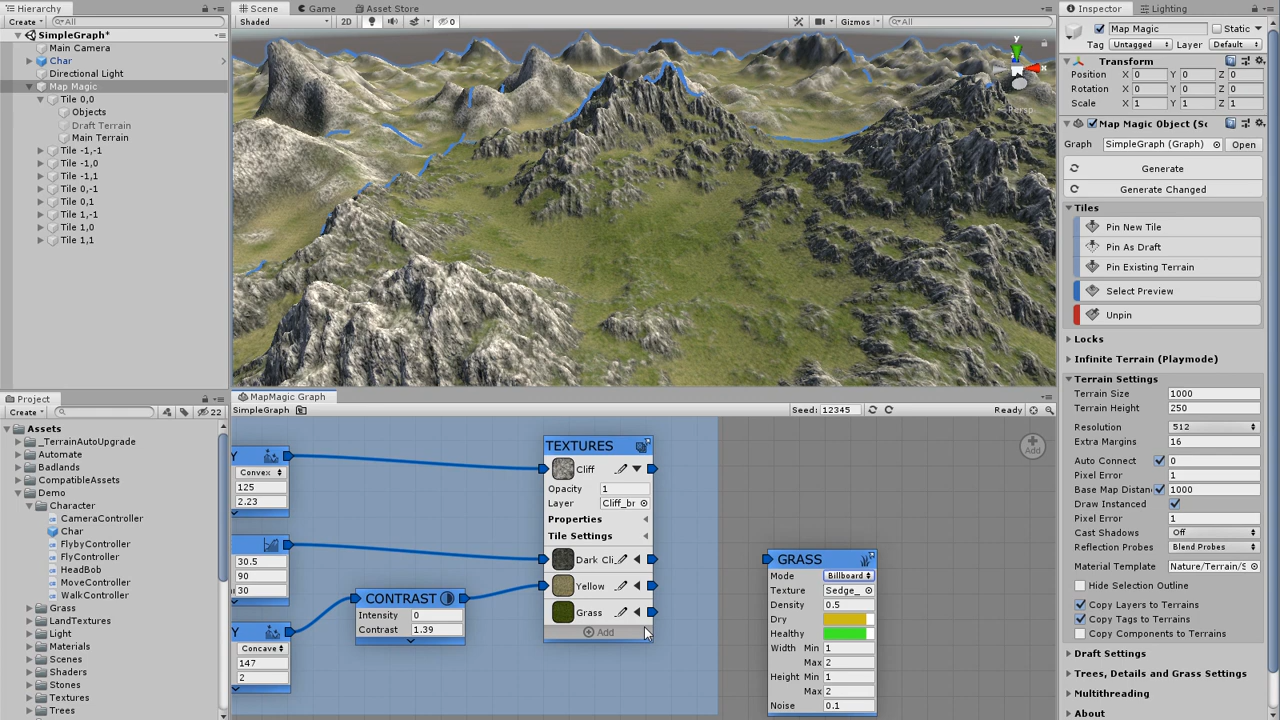 Hierarchy
Create
All
SimpleGraph*
Main Camera
Char
Directional Light
Map Magic
Tile 0,0
Objects
Draft Terrain
Main Terrain
Tile -1,-1
Tile -1,0
Tile -1,1
Tile 0,-1
Tile 0,1
Tile 1,-1
Tile 1,0
Tile 1,1
Scene
Game
Asset Store
Shaded
2D
0
Gizmos
All
y
x
Persp
Inspector
Lighting
Map Magic
Static
Tag Untagged
Layer Default
Transform
Position X 0 Y 0 Z 0
Rotation X 0 Y 0 Z 0
Scale X 1 Y 1 Z 1
Map Magic Object (Sc
Graph SimpleGraph (Graph) Open
Generate
Generate Changed
Tiles
Pin New Tile
Pin As Draft
Pin Existing Terrain
Select Preview
Unpin
Locks
Infinite Terrain (Playmode)
Terrain Settings
Terrain Size 1000
Terrain Height 250
Resolution 512
Extra Margins 16
Auto Connect 0
Pixel Error 1
Base Map Distan 1000
Draw Instanced
Pixel Error 1
Cast Shadows Off
Reflection Probes Blend Probes
Material Template Nature/Terrain/S
Hide Selection Outline
Copy Layers to Terrains
Copy Tags to Terrains
Copy Components to Terrains
Draft Settings
Trees, Details and Grass Settings
Multithreading
About
Project
Create
22
Assets
_TerrainAutoUpgrade
Automate
Badlands
CompatibleAssets
Demo
Character
CameraController
Char
FlybyController
FlyController
HeadBob
MoveController
WalkController
Grass
LandTextures
Light
Materials
Scenes
Shaders
Stones
Textures
Trees
MapMagic Graph
SimpleGraph
Seed: 12345
Ready
Add
Y
Convex
125
2.23
30.5
90
30
Y
Concave
147
2
CONTRAST
Intensity 0
Contrast 1.39
TEXTURES
Cliff
Opacity 1
Layer Cliff_br
Properties
Tile Settings
Dark Cli
Yellow
Grass
Add
GRASS
Mode Billboard
Texture Sedge_
Density 0.5
Dry
Healthy
Width Min 1
Max 2
Height Min 1
Max 2
Noise 0.1